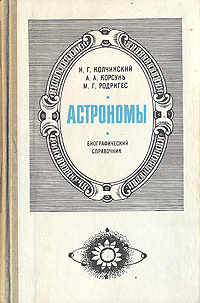 И. Г. КОЛЧИНСКИЙ
А. А. КОРСУНЬ
М. Г. РОДРИГЕС
АСТРОНОМЫ
БИОГРАФИЧЕСКИЙ
СПРАВОЧНИК